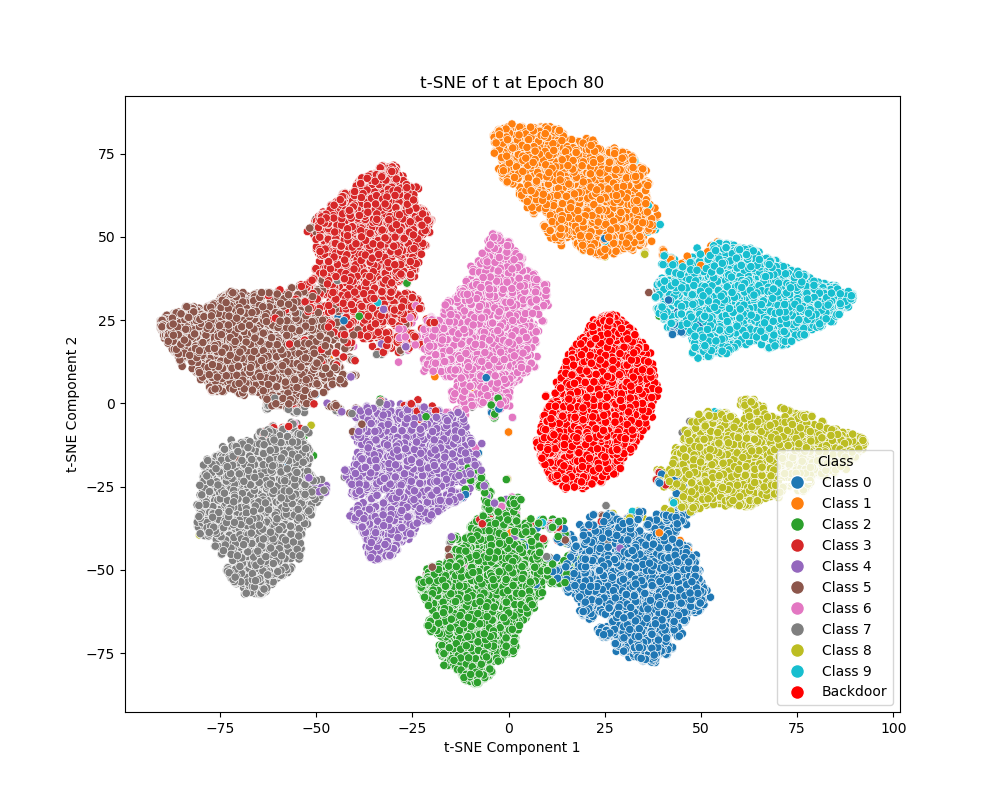 t-SNE of t at Epoch 80
t-SNE Component 2
75
50
25
0
−25
−50
−75
−75
−50
−25
0
25
50
75
100
t-SNE Component 1
Class
Class 0
Class 1
Class 2
Class 3
Class 4
Class 5
Class 6
Class 7
Class 8
Class 9
Backdoor